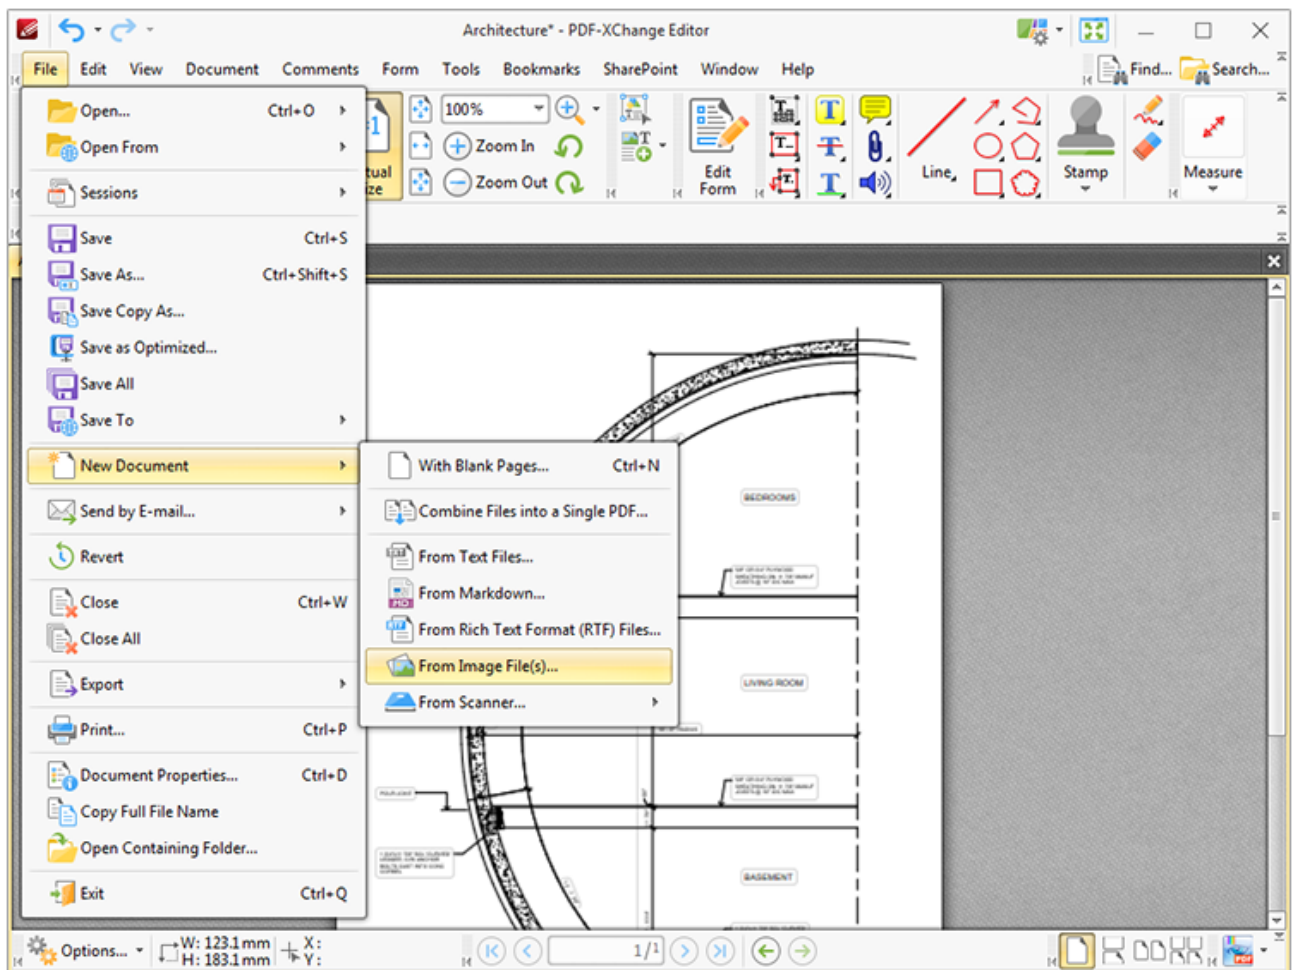 Architecture* - PDF-XChange Editor
File Edit View Document Comments Form Tools Bookmarks SharePoint Window Help
Find... Search...
Open... Ctrl+O
Open From
Sessions
Save Ctrl+S
Save As... Ctrl+Shift+S
Save Copy As...
Save as Optimized...
Save All
Save To
New Document
Send by E-mail...
Revert
Close Ctrl+W
Close All
Export
Print... Ctrl+P
Document Properties... Ctrl+D
Copy Full File Name
Open Containing Folder...
Exit Ctrl+Q
With Blank Pages... Ctrl+N
Combine Files into a Single PDF...
From Text Files...
From Markdown...
From Rich Text Format (RTF) Files...
From Image File(s)...
From Scanner...
100%
Zoom In
Zoom Out
Edit
Form
Line
Stamp
Measure
BEDROOMS
LIVING ROOM
BASEMENT
Options...
W: 123.1 mm
H: 183.1 mm
X:
Y:
1/1